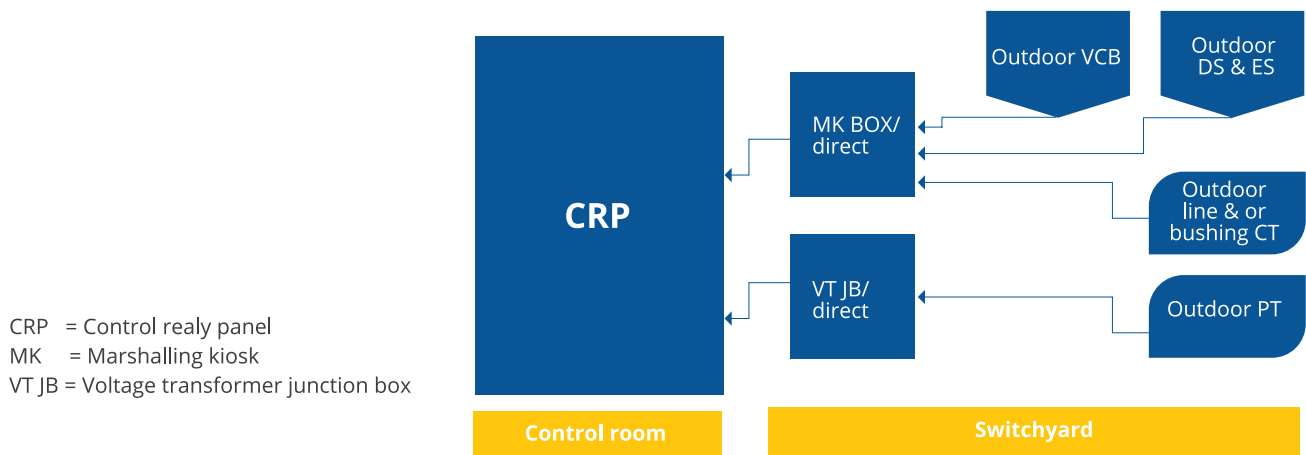 Outdoor VCB
Outdoor
DS & ES
MK BOX/
direct
CRP
Outdoor
line & or
bushing CT
VT JB/
direct
Outdoor PT
CRP = Control realy panel
MK = Marshalling kiosk
VT JB = Voltage transformer junction box
Control room
Switchyard